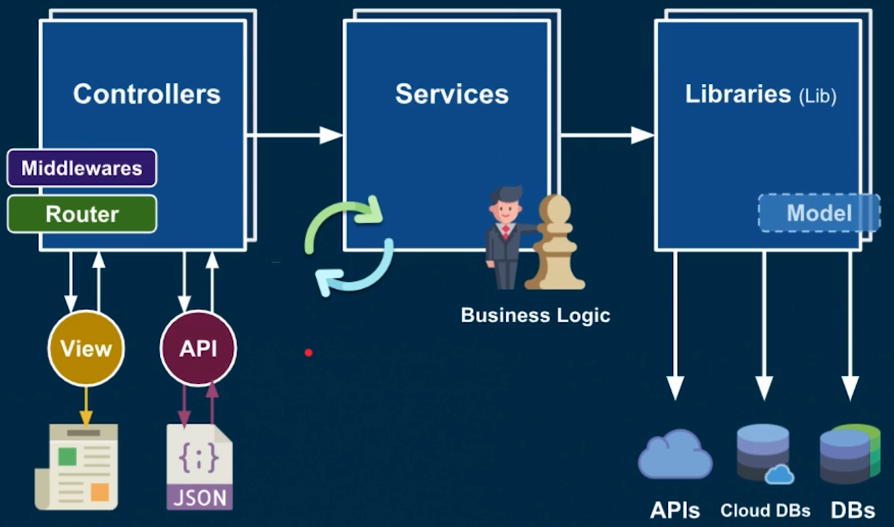 Controllers
Services
Libraries (Lib)
Middlewares
Router
Model
Business Logic
View
API
{;}
JSON
APIs
Cloud DBs
DBs